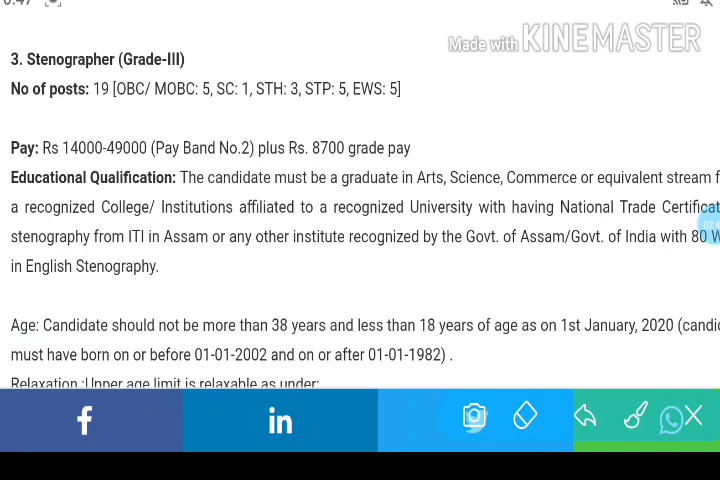 Made with KINEMASTER
3. Stenographer (Grade-III)
No of posts: 19 [OBC/ MOBC: 5, SC: 1, STH: 3, STP: 5, EWS: 5]
Pay: Rs 14000-49000 (Pay Band No.2) plus Rs. 8700 grade pay
Educational Qualification: The candidate must be a graduate in Arts, Science, Commerce or equivalent stream
a recognized College/ Institutions affiliated to a recognized University with having National Trade Certificat
stenography from ITI in Assam or any other institute recognized by the Govt. of Assam/Govt. of India with 80
in English Stenography.
Age: Candidate should not be more than 38 years and less than 18 years of age as on 1st January, 2020 (candid
must have born on or before 01-01-2002 and on or after 01-01-1982) .
Relaxation :Upper age limit is relaxable as under:
f
in